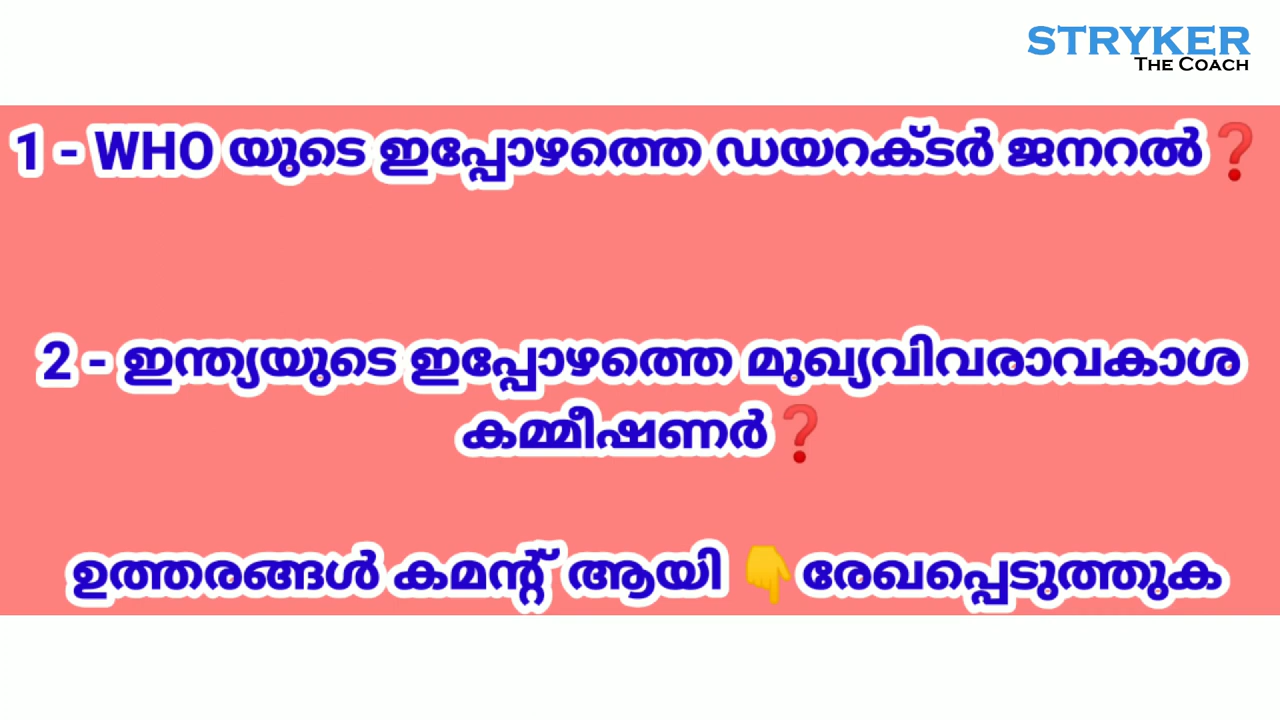 STRYKER
THE COACH
1 - WHO യുടെ ഇപ്പോഴത്തെ ഡയറക്ടർ ജനറൽ❓
2 - ഇന്ത്യയുടെ ഇപ്പോഴത്തെ മുഖ്യവിവരാവകാശ
കമ്മീഷണർ❓
ഉത്തരങ്ങൾ കമന്റ് ആയി 👇രേഖപ്പെടുത്തുക